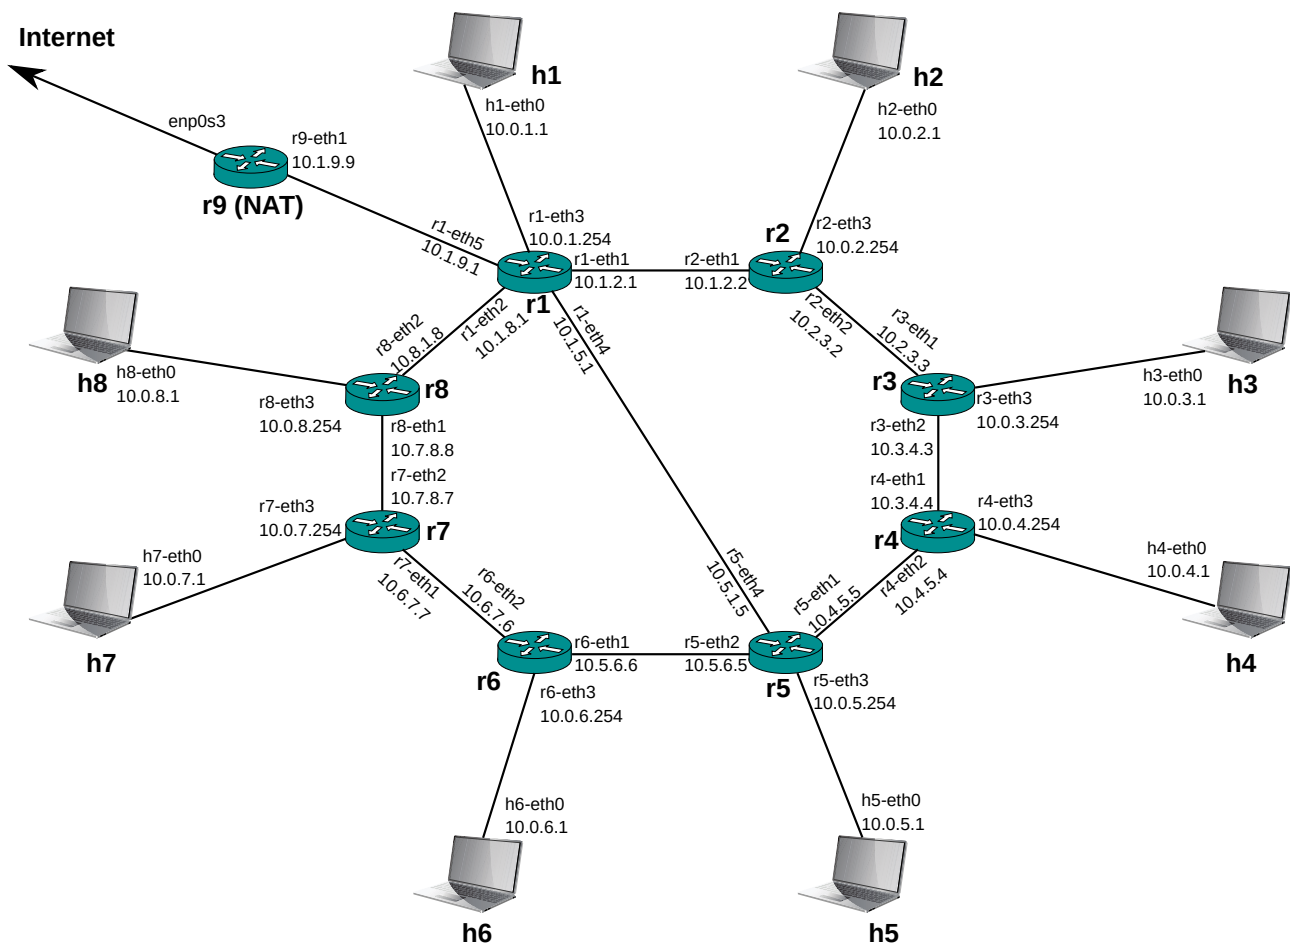 Internet
enp0s3
r9-eth1
10.1.9.9
r9 (NAT)
h1
h1-eth0
10.0.1.1
h2
h2-eth0
10.0.2.1
r1-eth5
10.1.9.1
r1-eth3
10.0.1.254
r1-eth1
10.1.2.1
r1
r2-eth1
10.1.2.2
r2
r2-eth3
10.0.2.254
r2-eth2
10.2.3.2
r3-eth1
10.2.3.3
r1-eth2
10.1.8.1
r1-eth4
10.1.5.1
r8-eth2
10.8.1.8
h8
h8-eth0
10.0.8.1
r8-eth3
10.0.8.254
r8
r8-eth1
10.7.8.8
r3
r3-eth3
10.0.3.254
h3-eth0
10.0.3.1
h3
r3-eth2
10.3.4.3
r7-eth2
10.7.8.7
r4-eth1
10.3.4.4
r7-eth3
10.0.7.254
r7
r4
r4-eth3
10.0.4.254
h7-eth0
10.0.7.1
h7
r7-eth1
10.6.7.7
r6-eth2
10.6.7.6
r5-eth4
10.5.1.5
r5-eth1
10.4.5.5
r4-eth2
10.4.5.4
h4-eth0
10.0.4.1
h4
r6-eth1
10.5.6.6
r6
r6-eth3
10.0.6.254
r5-eth2
10.5.6.5
r5
r5-eth3
10.0.5.254
h6-eth0
10.0.6.1
h6
h5-eth0
10.0.5.1
h5